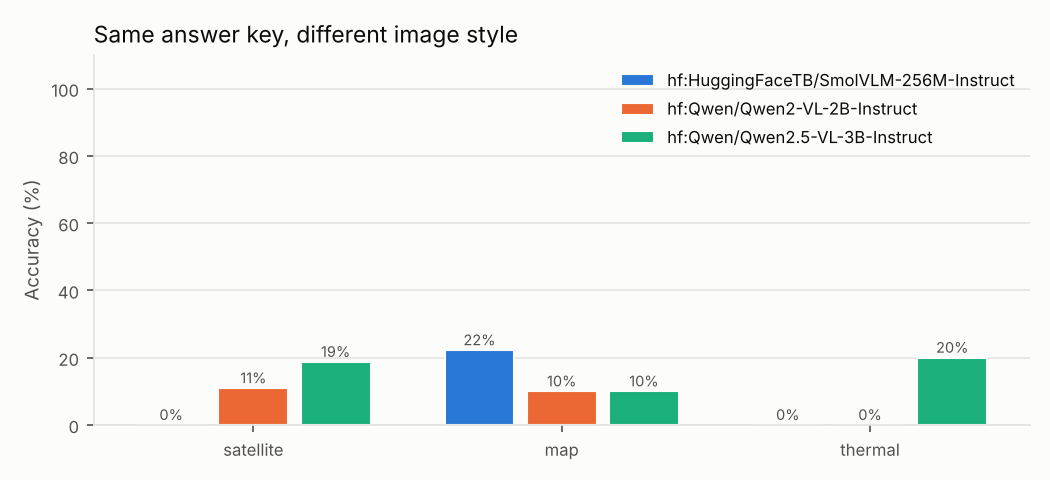 Same answer key, different image style
hf:HuggingFaceTB/SmolVLM-256M-Instruct
hf:Qwen/Qwen2-VL-2B-Instruct
hf:Qwen/Qwen2.5-VL-3B-Instruct
Accuracy (%)
100
80
60
40
20
0
0%
11%
19%
22%
10%
10%
0%
0%
20%
satellite
map
thermal